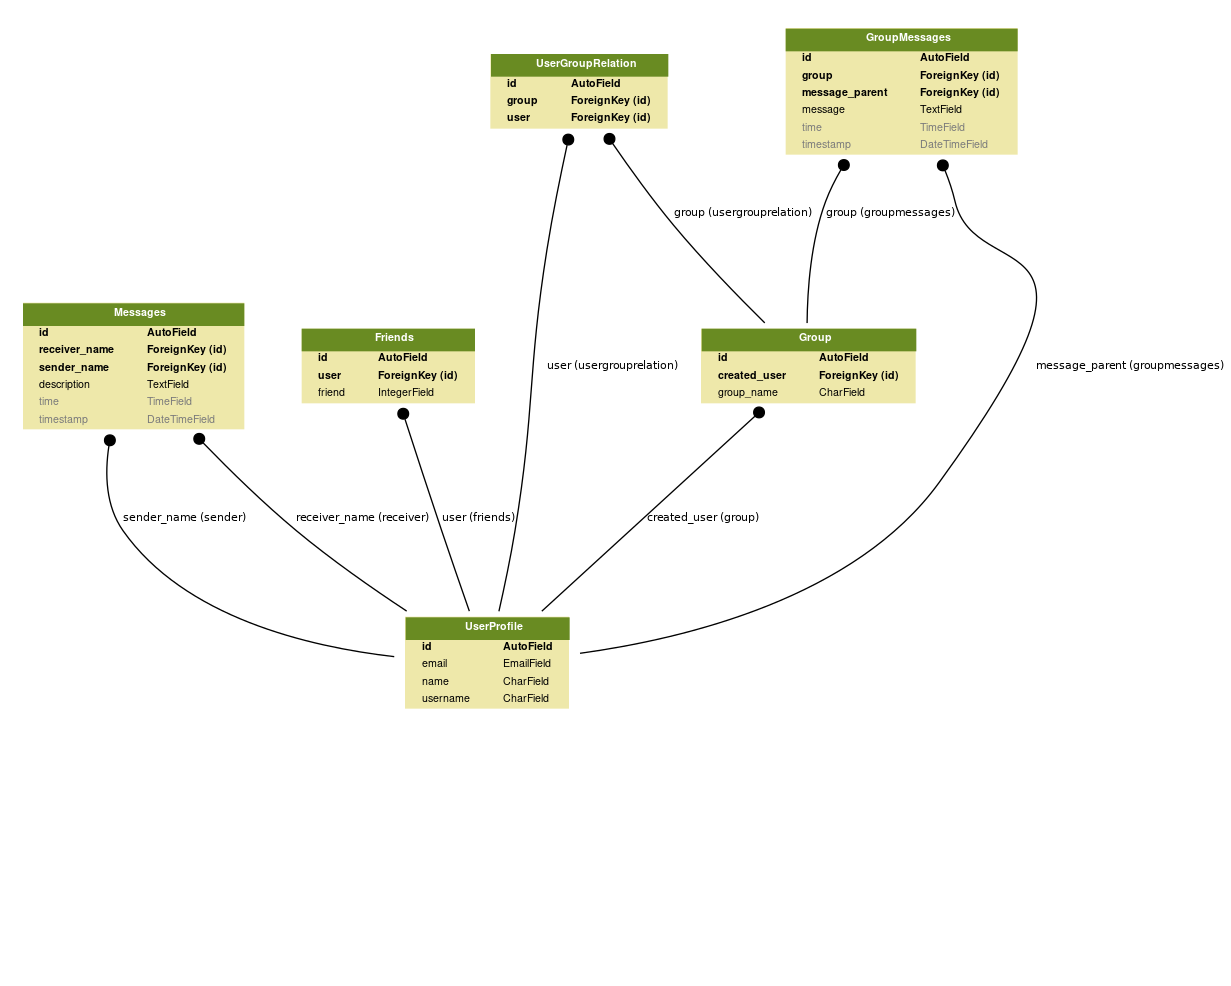 GroupMessages
id AutoField
group ForeignKey (id)
message_parent ForeignKey (id)
message TextField
time TimeField
timestamp DateTimeField
UserGroupRelation
id AutoField
group ForeignKey (id)
user ForeignKey (id)
group (usergrouprelation)
group (groupmessages)
Messages
id AutoField
receiver_name ForeignKey (id)
sender_name ForeignKey (id)
description TextField
time TimeField
timestamp DateTimeField
Friends
id AutoField
user ForeignKey (id)
friend IntegerField
user (usergrouprelation)
Group
id AutoField
created_user ForeignKey (id)
group_name CharField
message_parent (groupmessages)
sender_name (sender)
receiver_name (receiver)
user (friends)
created_user (group)
UserProfile
id AutoField
email EmailField
name CharField
username CharField